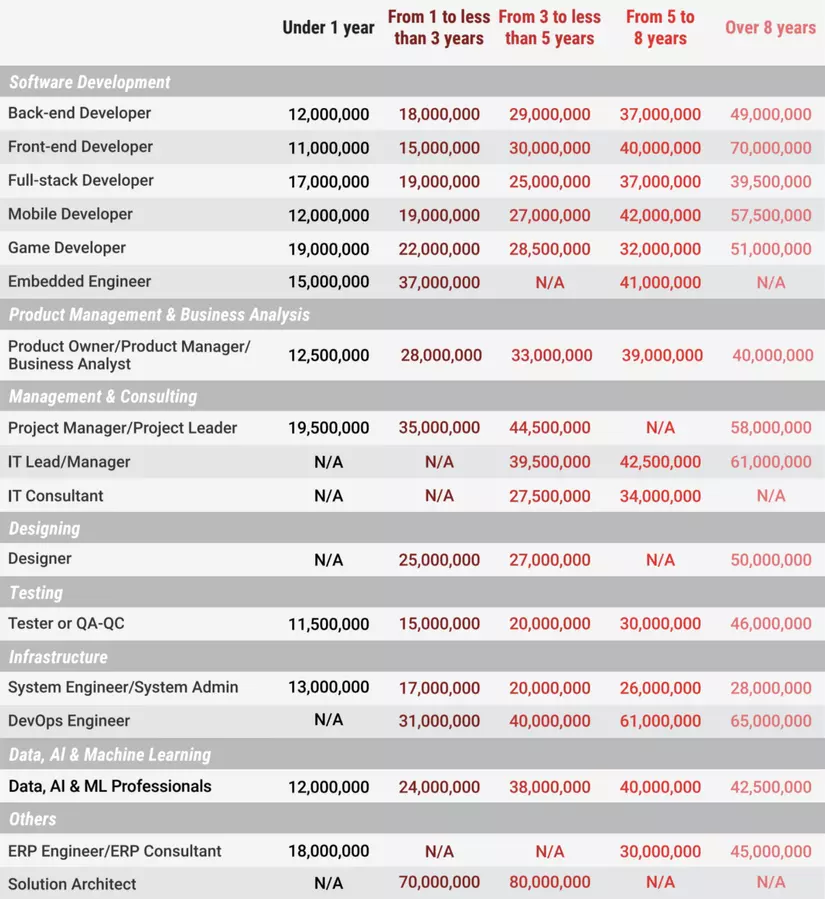 Under 1 year From 1 to less than 3 years From 3 to less than 5 years From 5 to 8 years Over 8 years
Software Development
Back-end Developer 12,000,000 18,000,000 29,000,000 37,000,000 49,000,000
Front-end Developer 11,000,000 15,000,000 30,000,000 40,000,000 70,000,000
Full-stack Developer 17,000,000 19,000,000 25,000,000 37,000,000 39,500,000
Mobile Developer 12,000,000 19,000,000 27,000,000 42,000,000 57,500,000
Game Developer 19,000,000 22,000,000 28,500,000 32,000,000 51,000,000
Embedded Engineer 15,000,000 37,000,000 N/A 41,000,000 N/A
Product Management & Business Analysis
Product Owner/Product Manager/
Business Analyst 12,500,000 28,000,000 33,000,000 39,000,000 40,000,000
Management & Consulting
Project Manager/Project Leader 19,500,000 35,000,000 44,500,000 N/A 58,000,000
IT Lead/Manager N/A N/A 39,500,000 42,500,000 61,000,000
IT Consultant N/A N/A 27,500,000 34,000,000 N/A
Designing
Designer N/A 25,000,000 27,000,000 N/A 50,000,000
Testing
Tester or QA-QC 11,500,000 15,000,000 20,000,000 30,000,000 46,000,000
Infrastructure
System Engineer/System Admin 13,000,000 17,000,000 20,000,000 26,000,000 28,000,000
DevOps Engineer N/A 31,000,000 40,000,000 61,000,000 65,000,000
Data, AI & Machine Learning
Data, AI & ML Professionals 12,000,000 24,000,000 38,000,000 40,000,000 42,500,000
Others
ERP Engineer/ERP Consultant 18,000,000 N/A N/A 30,000,000 45,000,000
Solution Architect N/A 70,000,000 80,000,000 N/A N/A